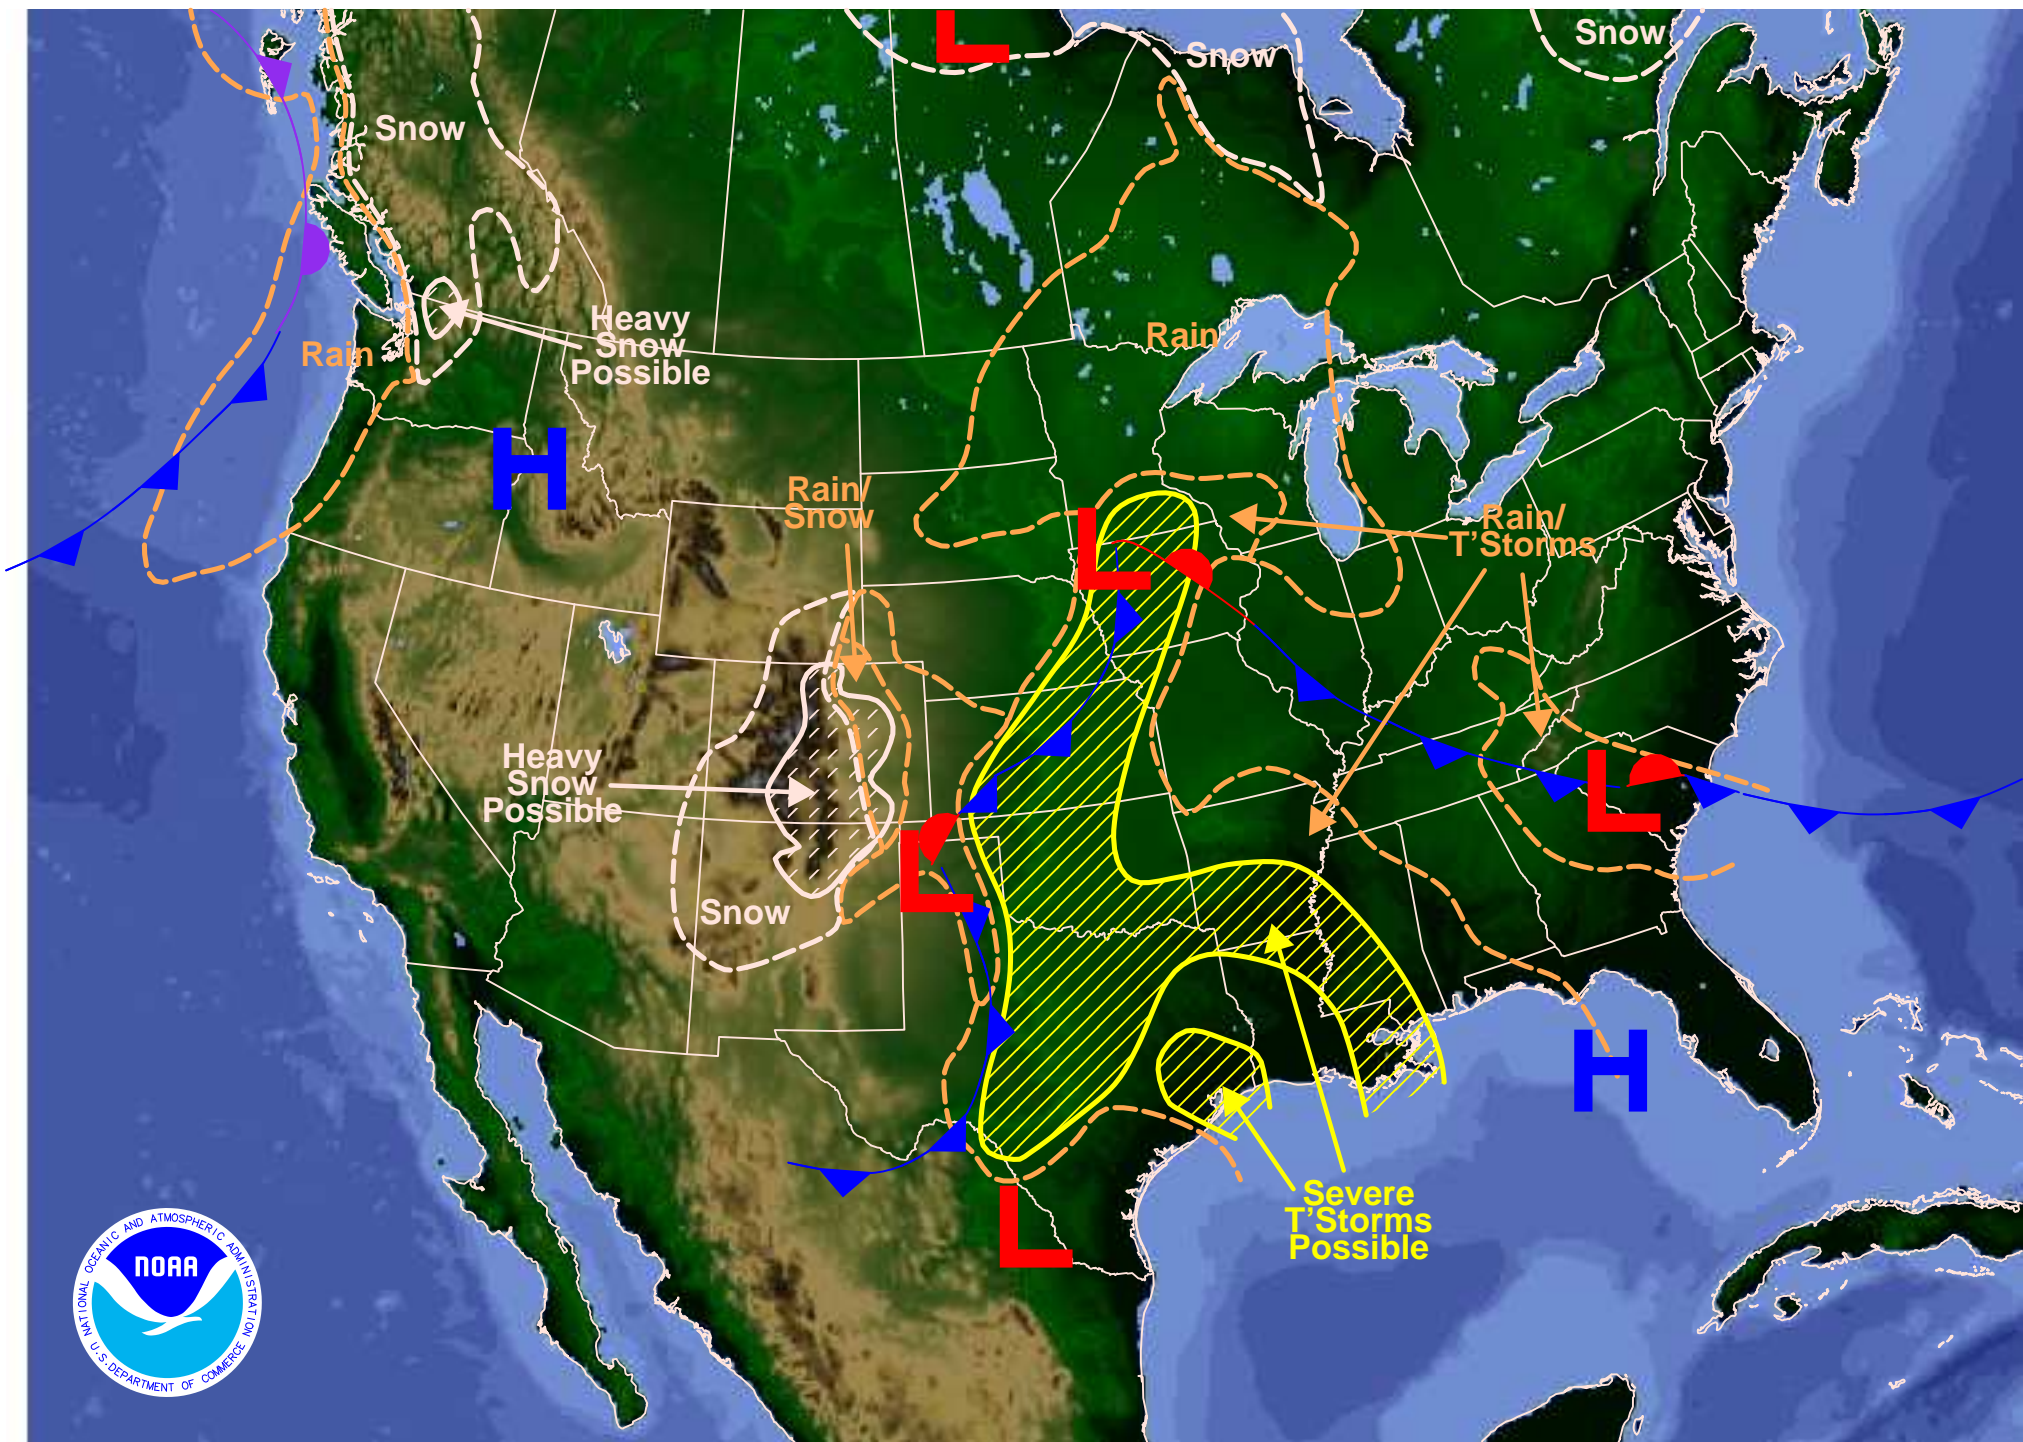 L
Snow
Snow
Snow
Heavy
Snow
Possible
Rain
Rain
H
Rain/
Snow
L
Rain/
T'Storms
Heavy
Snow
Possible
L
L
Snow
H
L
Severe
T'Storms
Possible
NATIONAL OCEANIC AND ATMOSPHERIC ADMINISTRATION
NOAA
U.S. DEPARTMENT OF COMMERCE